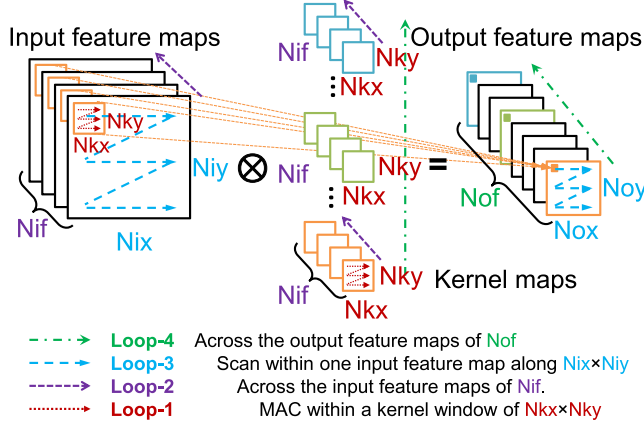 Input feature maps
Nif
Nky
Nkx
Output feature maps
Nky
Nkx
Niy
Nif
Nix
⊗
Nif
Nky
Nkx
=
Noy
Nof
Nox
Nif
Nky
Nkx
Kernel maps
Loop-4 Across the output feature maps of Nof
Loop-3 Scan within one input feature map along Nix×Niy
Loop-2 Across the input feature maps of Nif.
Loop-1 MAC within a kernel window of Nkx×Nky